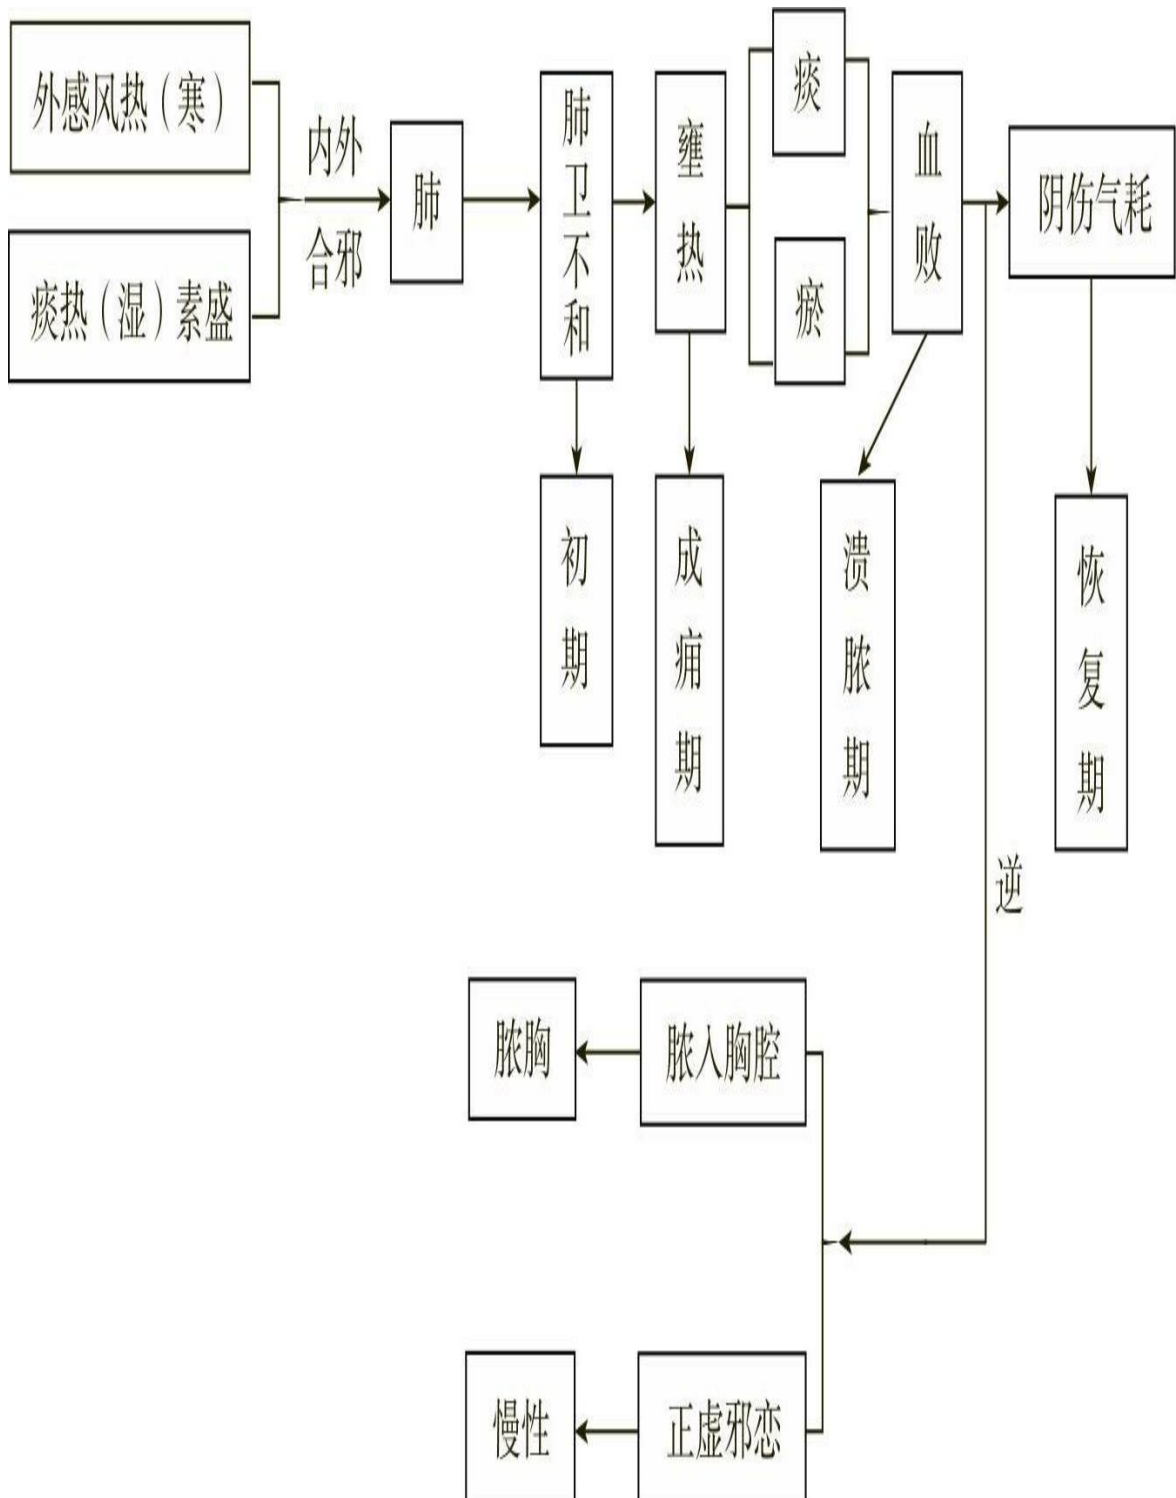 外感风热（寒）
痰热（湿）素盛
内外
合邪
肺
肺卫不和
壅热
痰
瘀
血败
阴伤气耗
初期
成痈期
溃脓期
恢复期
逆
脓胸
脓入胸腔
慢性
正虚邪恋